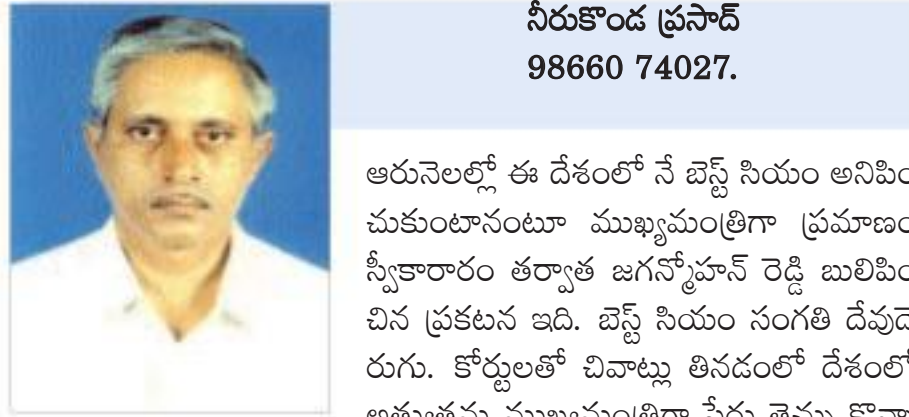 నీరుకొండ ప్రసాద్
98660 74027.
ఆరునెలల్లో ఈ దేశంలో నే బెస్ట్ సియం అనిపిం
చుకుంటానంటూ ముఖ్యమంత్రిగా ప్రమాణం
స్వీకారారం తర్వాత జగన్మోహన్ రెడ్డి బులిపిం
చిన ప్రకటన ఇది. బెస్ట్ సియం సంగతి దేవుడె
రుగు. కోర్టులతో చివాట్లు తినడంలో దేశంలో